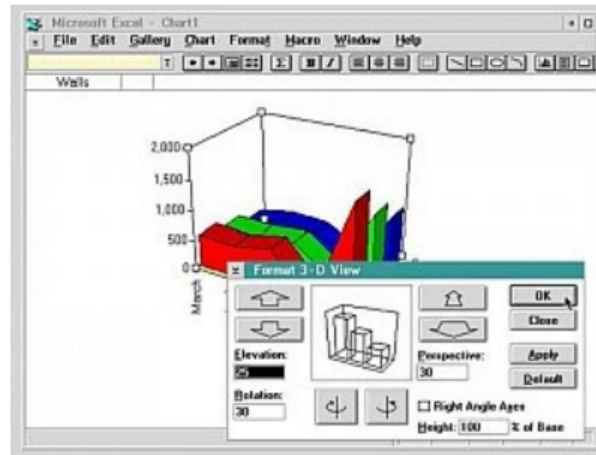 Microsoft Excel - Chart1
File Edit Gallery Chart Format Macro Window Help
Σ B I
Walls
2,000
1,500
1,000
500
0
March
Format 3-D View
OK
Close
Elevation:
Perspective:
Apply
30
Default
Rotation:
30
Right Angle Axes
Height: 100 % of Base